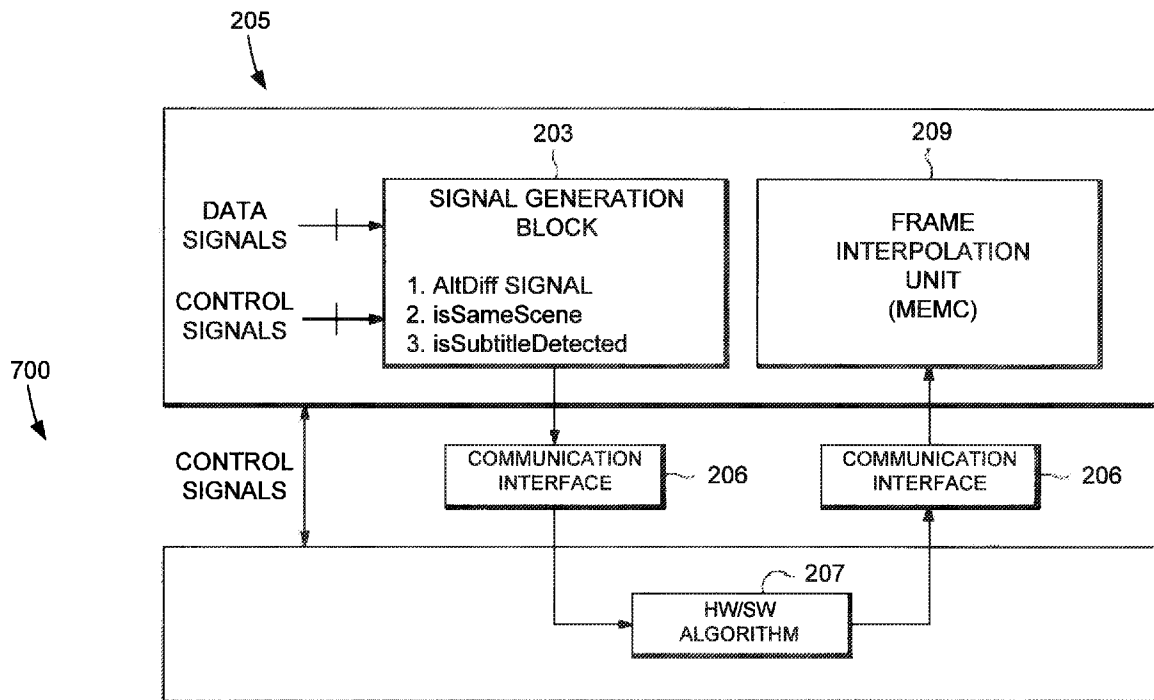 205
203
209
DATA
SIGNALS
SIGNAL GENERATION
BLOCK
1. AltDiff SIGNAL
2. isSameScene
3. isSubtitleDetected
CONTROL
SIGNALS
FRAME
INTERPOLATION
UNIT
(MEMC)
700
CONTROL
SIGNALS
COMMUNICATION
INTERFACE
206
COMMUNICATION
INTERFACE
206
207
HW/SW
ALGORITHM